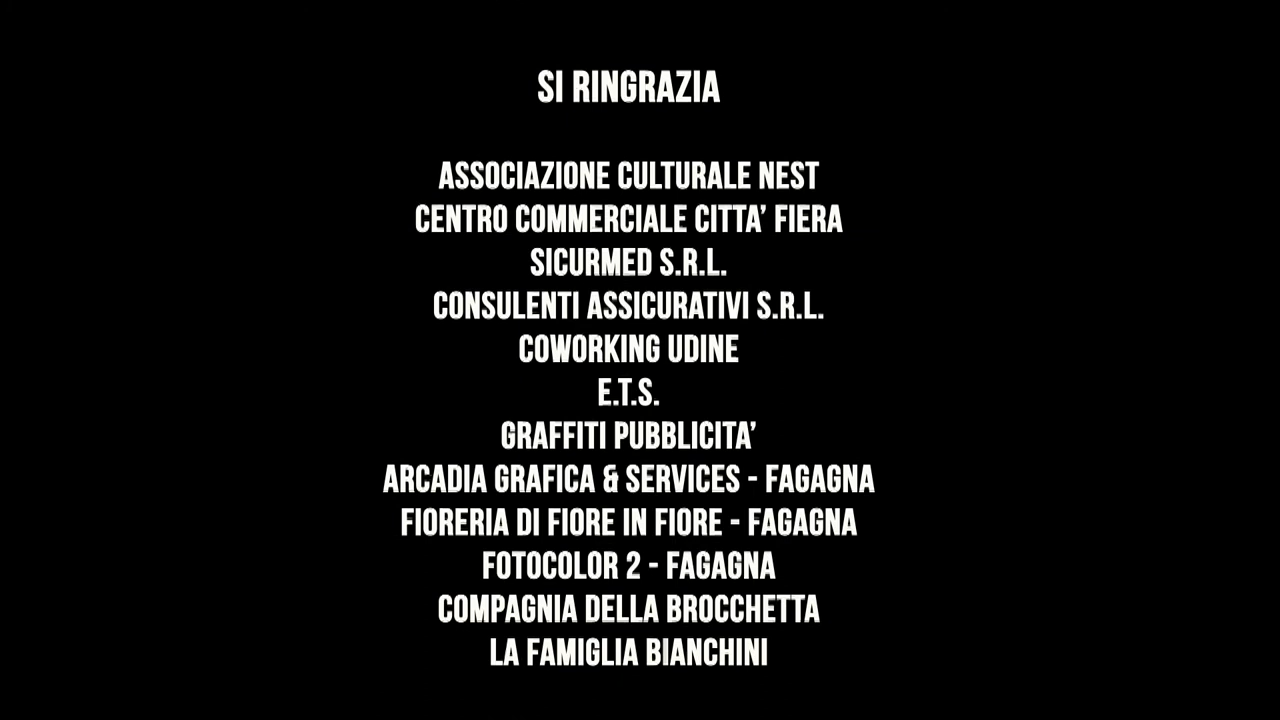 SI RINGRAZIA
ASSOCIAZIONE CULTURALE NEST
CENTRO COMMERCIALE CITTA' FIERA
SICURMED S.R.L.
CONSULENTI ASSICURATIVI S.R.L.
COWORKING UDINE
E.T.S.
GRAFFITI PUBBLICITA'
ARCADIA GRAFICA & SERVICES - FAGAGNA
FIORERIA DI FIORE IN FIORE - FAGAGNA
FOTOCOLOR 2 - FAGAGNA
COMPAGNIA DELLA BROCCHETTA
LA FAMIGLIA BIANCHINI